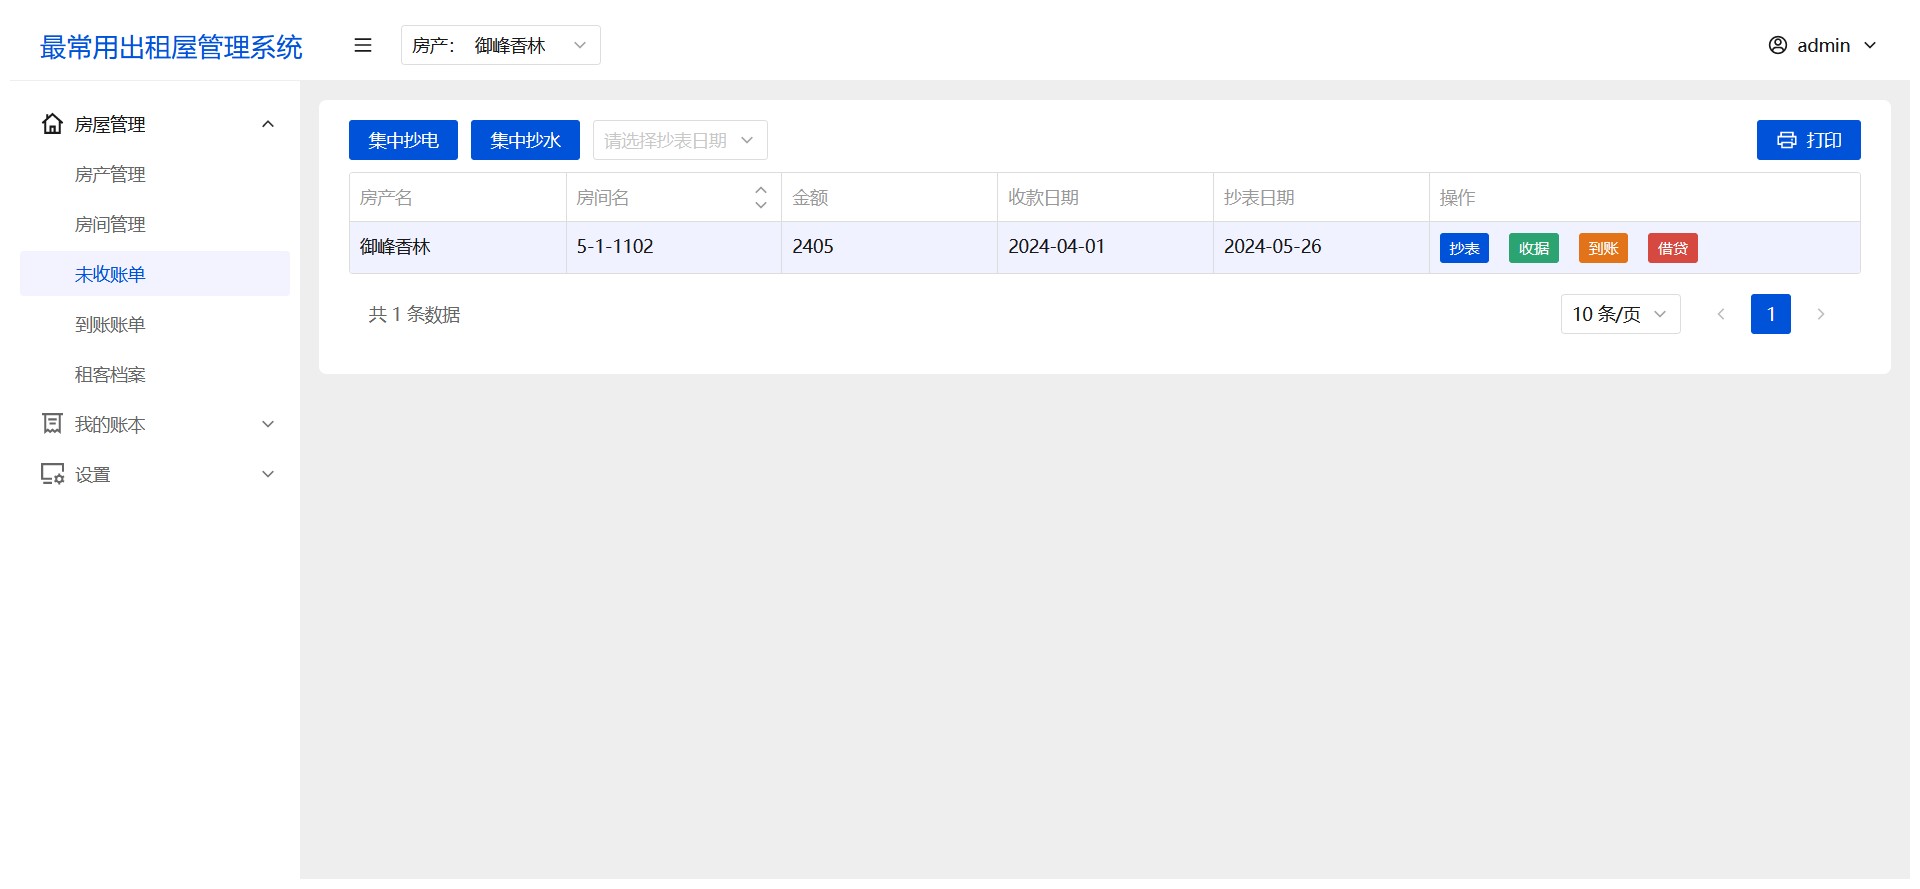 最常用出租屋管理系统
房产： 御峰香林
admin
房屋管理
房产管理
房间管理
未收账单
到账账单
租客档案
我的账本
设置
集中抄电 集中抄水 请选择抄表日期 打印
房产名 房间名 金额 收款日期 抄表日期 操作
御峰香林 5-1-1102 2405 2024-04-01 2024-05-26 抄表 收据 到账 借贷
共 1 条数据 10 条/页 1